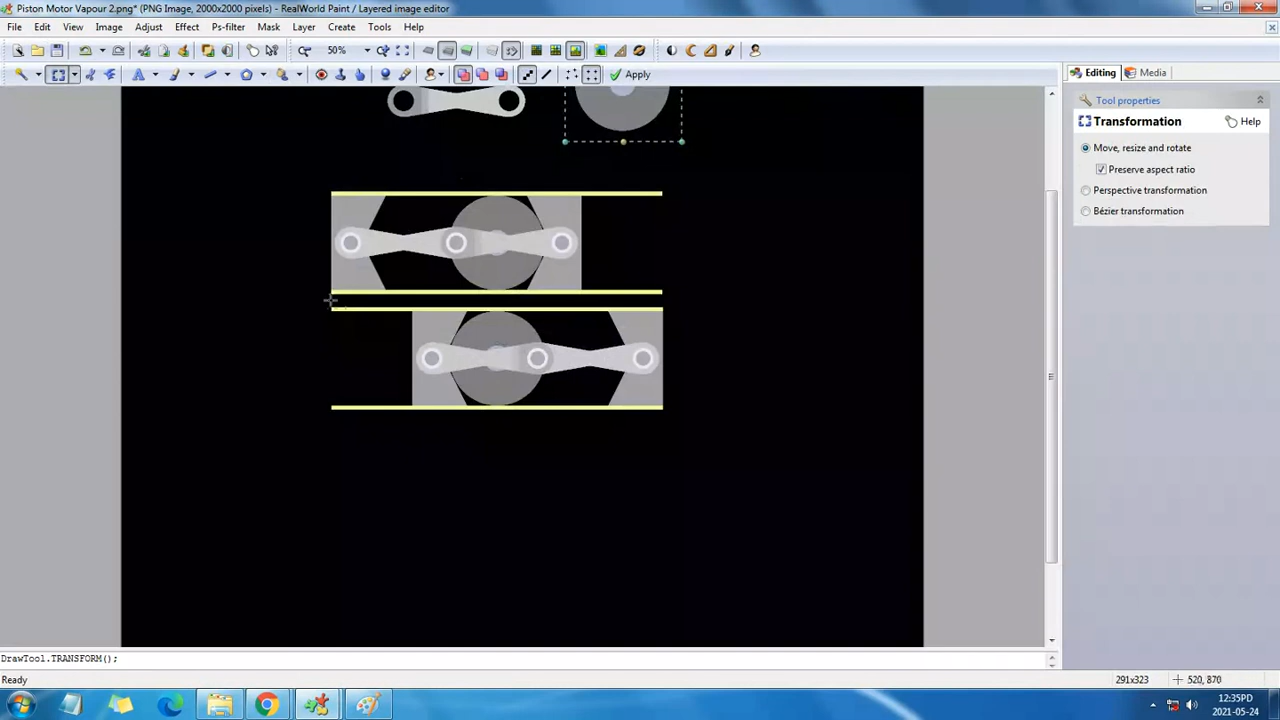 Piston Motor Vapour 2.png* (PNG Image, 2000x2000 pixels) - RealWorld Paint / Layered image editor
File Edit View Image Adjust Effect Ps-filter Mask Layer Create Tools Help
50%
Apply
Editing Media
Tool properties
Transformation Help
Move, resize and rotate
Preserve aspect ratio
Perspective transformation
Bézier transformation
DrawTool.TRANSFORM();
Ready 291x323 520, 870
12:35PD
2021-05-24